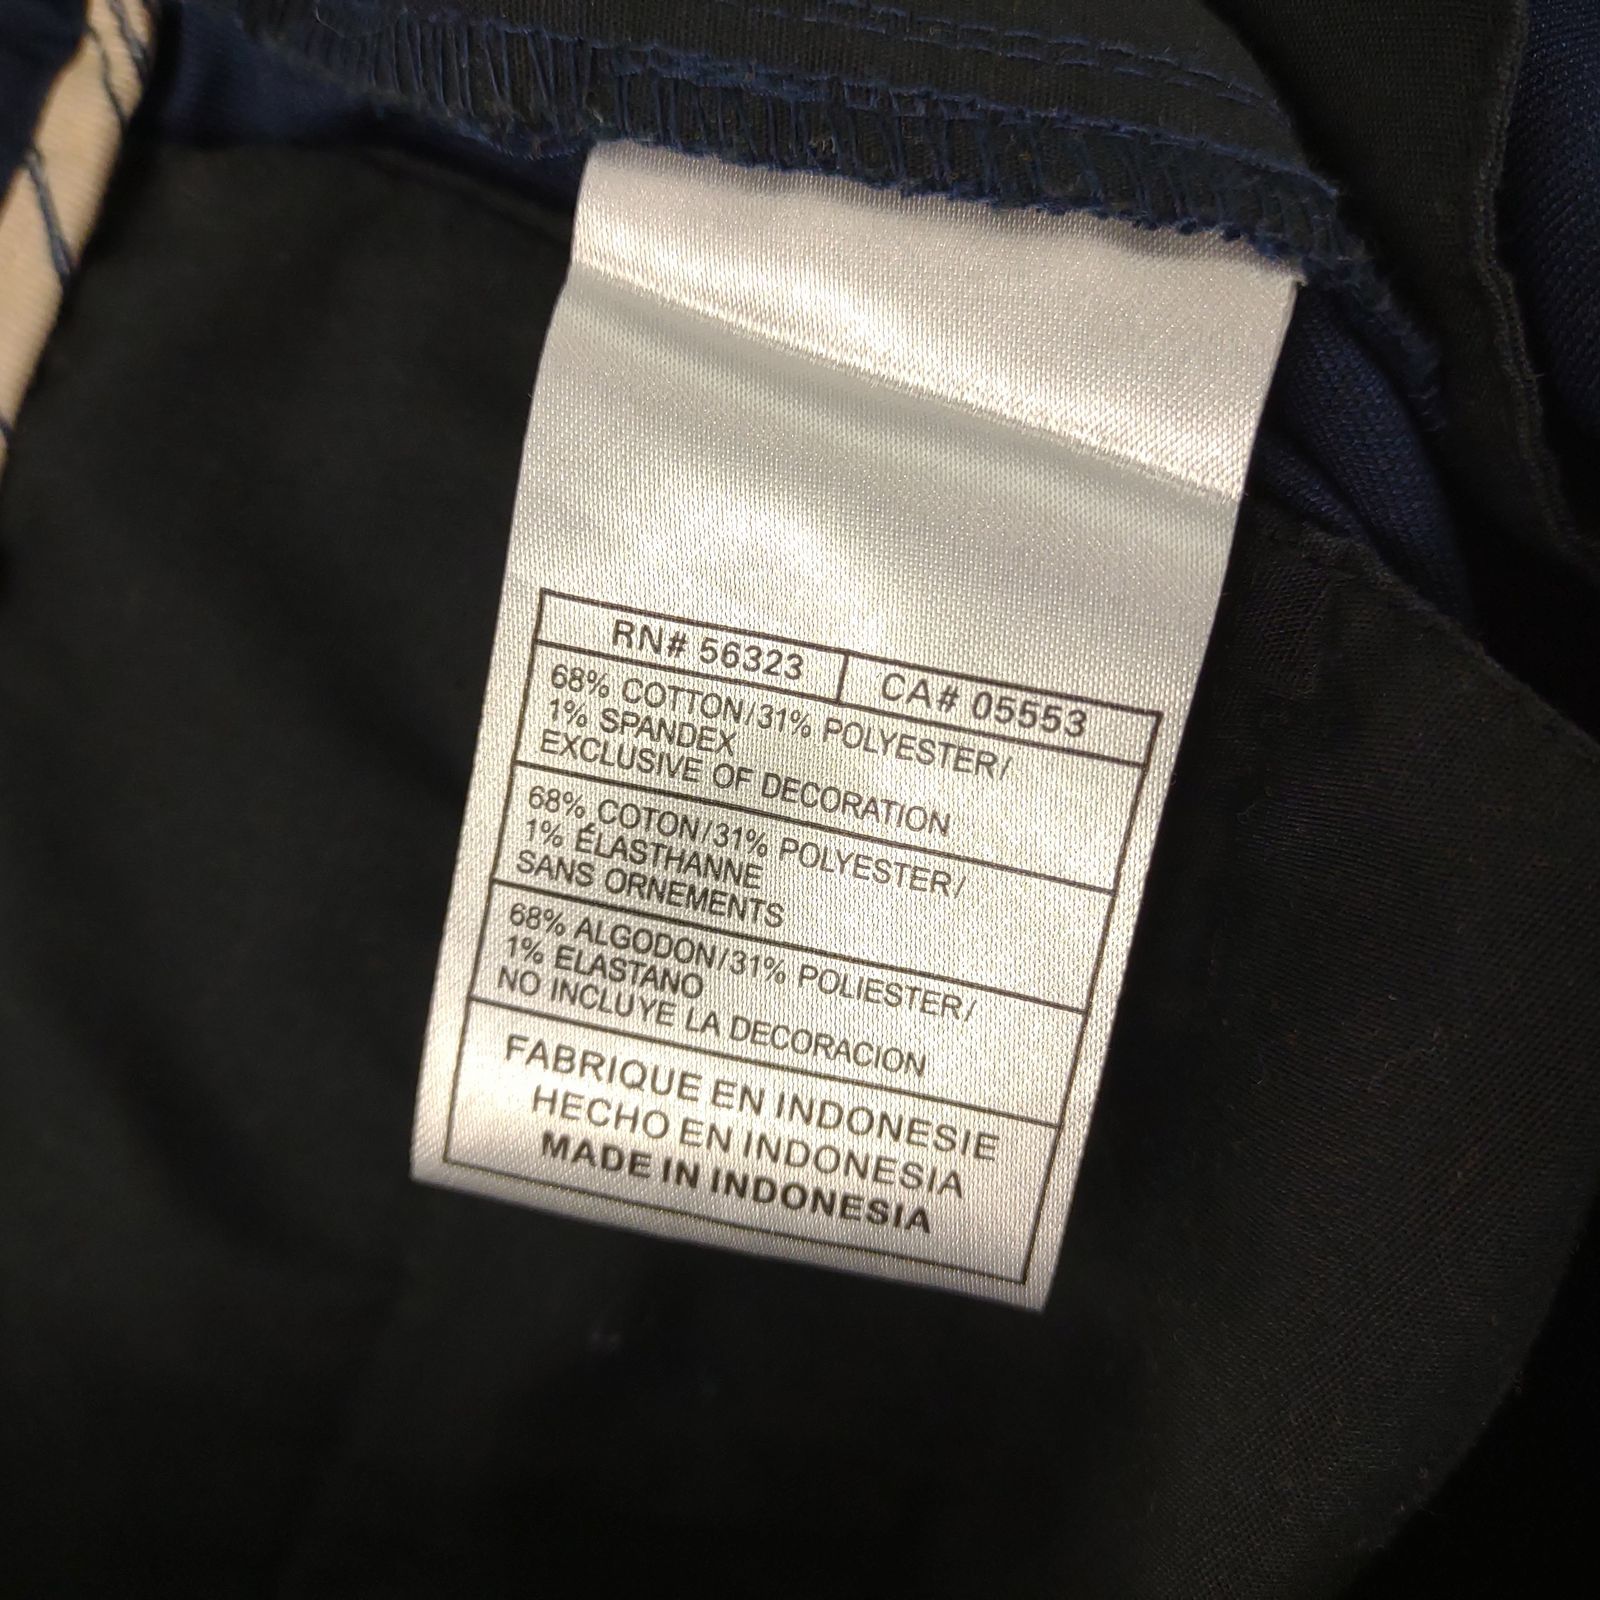 RN# 56323 CA# 05553
68% COTTON/31% POLYESTER/
1% SPANDEX
EXCLUSIVE OF DECORATION
68% COTON/31% POLYESTER/
1% ÉLASTHANNE
SANS ORNEMENTS
68% ALGODON/31% POLIESTER/
1% ELASTANO
NO INCLUYE LA DECORACION
FABRIQUE EN INDONESIE
HECHO EN INDONESIA
MADE IN INDONESIA